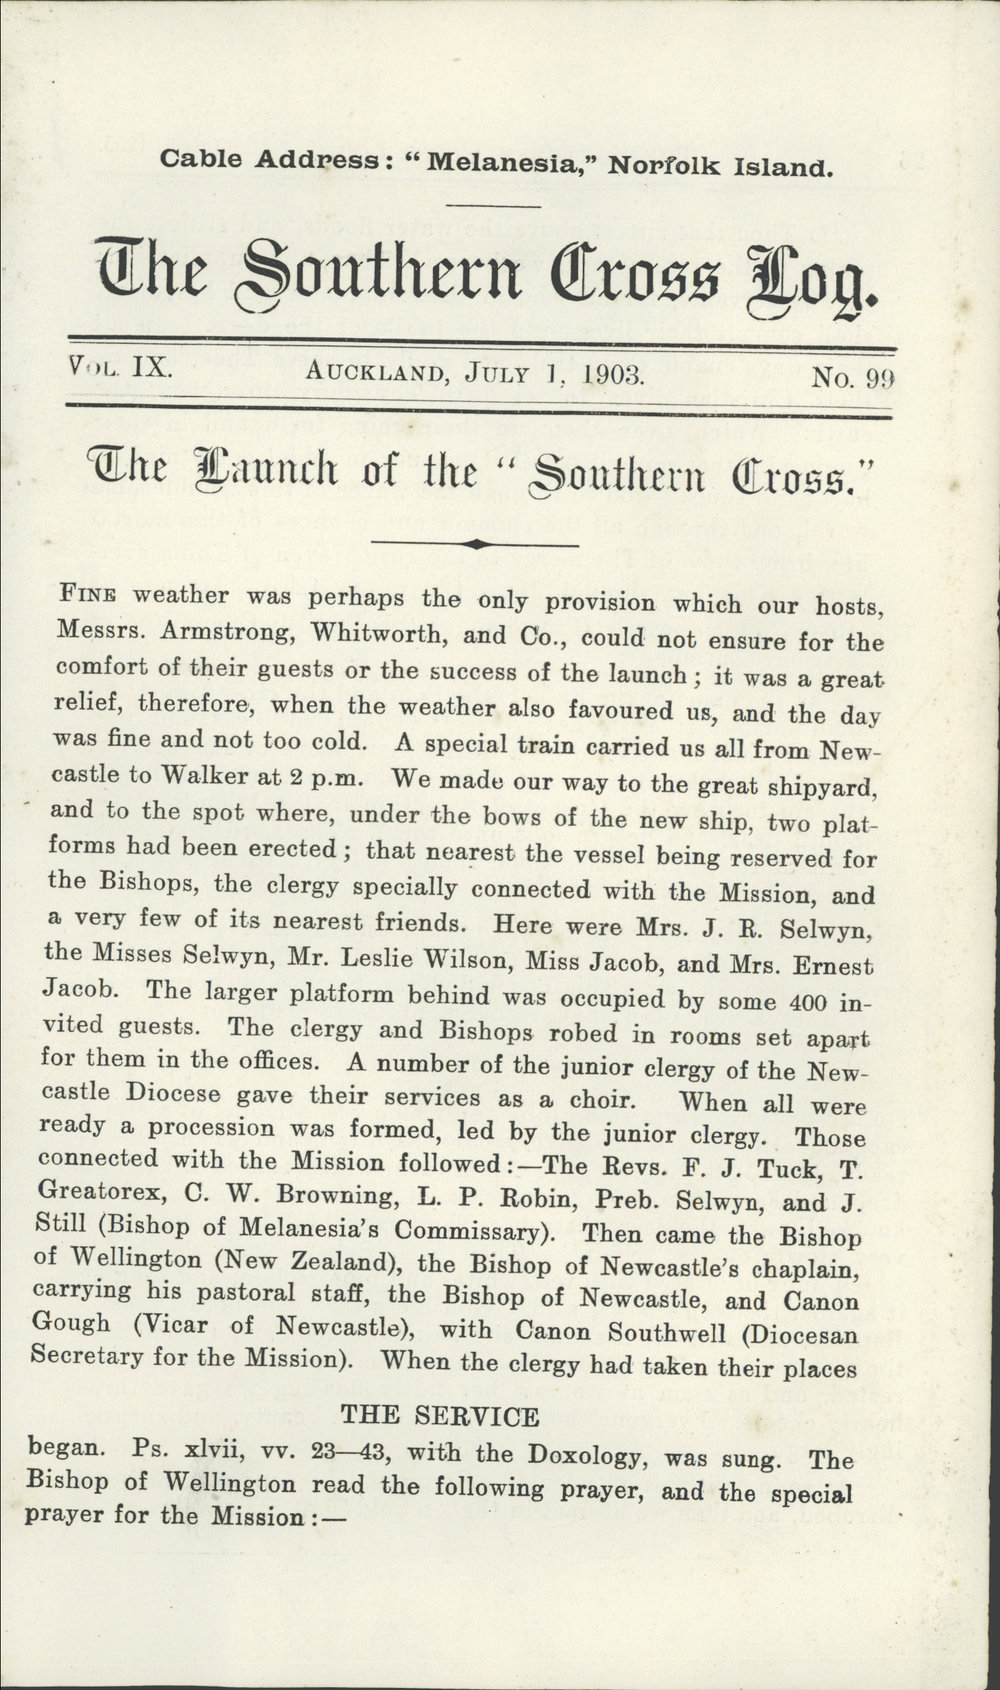 Cable Address: “Melanesia,” Norfolk Island.
The Southern Cross Log.
VOL. IX. AUCKLAND, JULY 1, 1903. No. 99
The Launch of the “Southern Cross.”
FINE weather was perhaps the only provision which our hosts,
Messrs. Armstrong, Whitworth, and Co., could not ensure for the
comfort of their guests or the success of the launch; it was a great
relief, therefore, when the weather also favoured us, and the day
was fine and not too cold. A special train carried us all from New-
castle to Walker at 2 p.m. We made our way to the great shipyard,
and to the spot where, under the bows of the new ship, two plat-
forms had been erected; that nearest the vessel being reserved for
the Bishops, the clergy specially connected with the Mission, and
a very few of its nearest friends. Here were Mrs. J. R. Selwyn,
the Misses Selwyn, Mr. Leslie Wilson, Miss Jacob, and Mrs. Ernest
Jacob. The larger platform behind was occupied by some 400 in-
vited guests. The clergy and Bishops robed in rooms set apart
for them in the offices. A number of the junior clergy of the New-
castle Diocese gave their services as a choir. When all were
ready a procession was formed, led by the junior clergy. Those
connected with the Mission followed:—The Revs. F. J. Tuck, T.
Greatorex, C. W. Browning, L. P. Robin, Preb. Selwyn, and J.
Still (Bishop of Melanesia's Commissary). Then came the Bishop
of Wellington (New Zealand), the Bishop of Newcastle's chaplain,
carrying his pastoral staff, the Bishop of Newcastle, and Canon
Gough (Vicar of Newcastle), with Canon Southwell (Diocesan
Secretary for the Mission). When the clergy had taken their places
THE SERVICE
began. Ps. xlvii, vv. 23—43, with the Doxology, was sung. The
Bishop of Wellington read the following prayer, and the special
prayer for the Mission:—